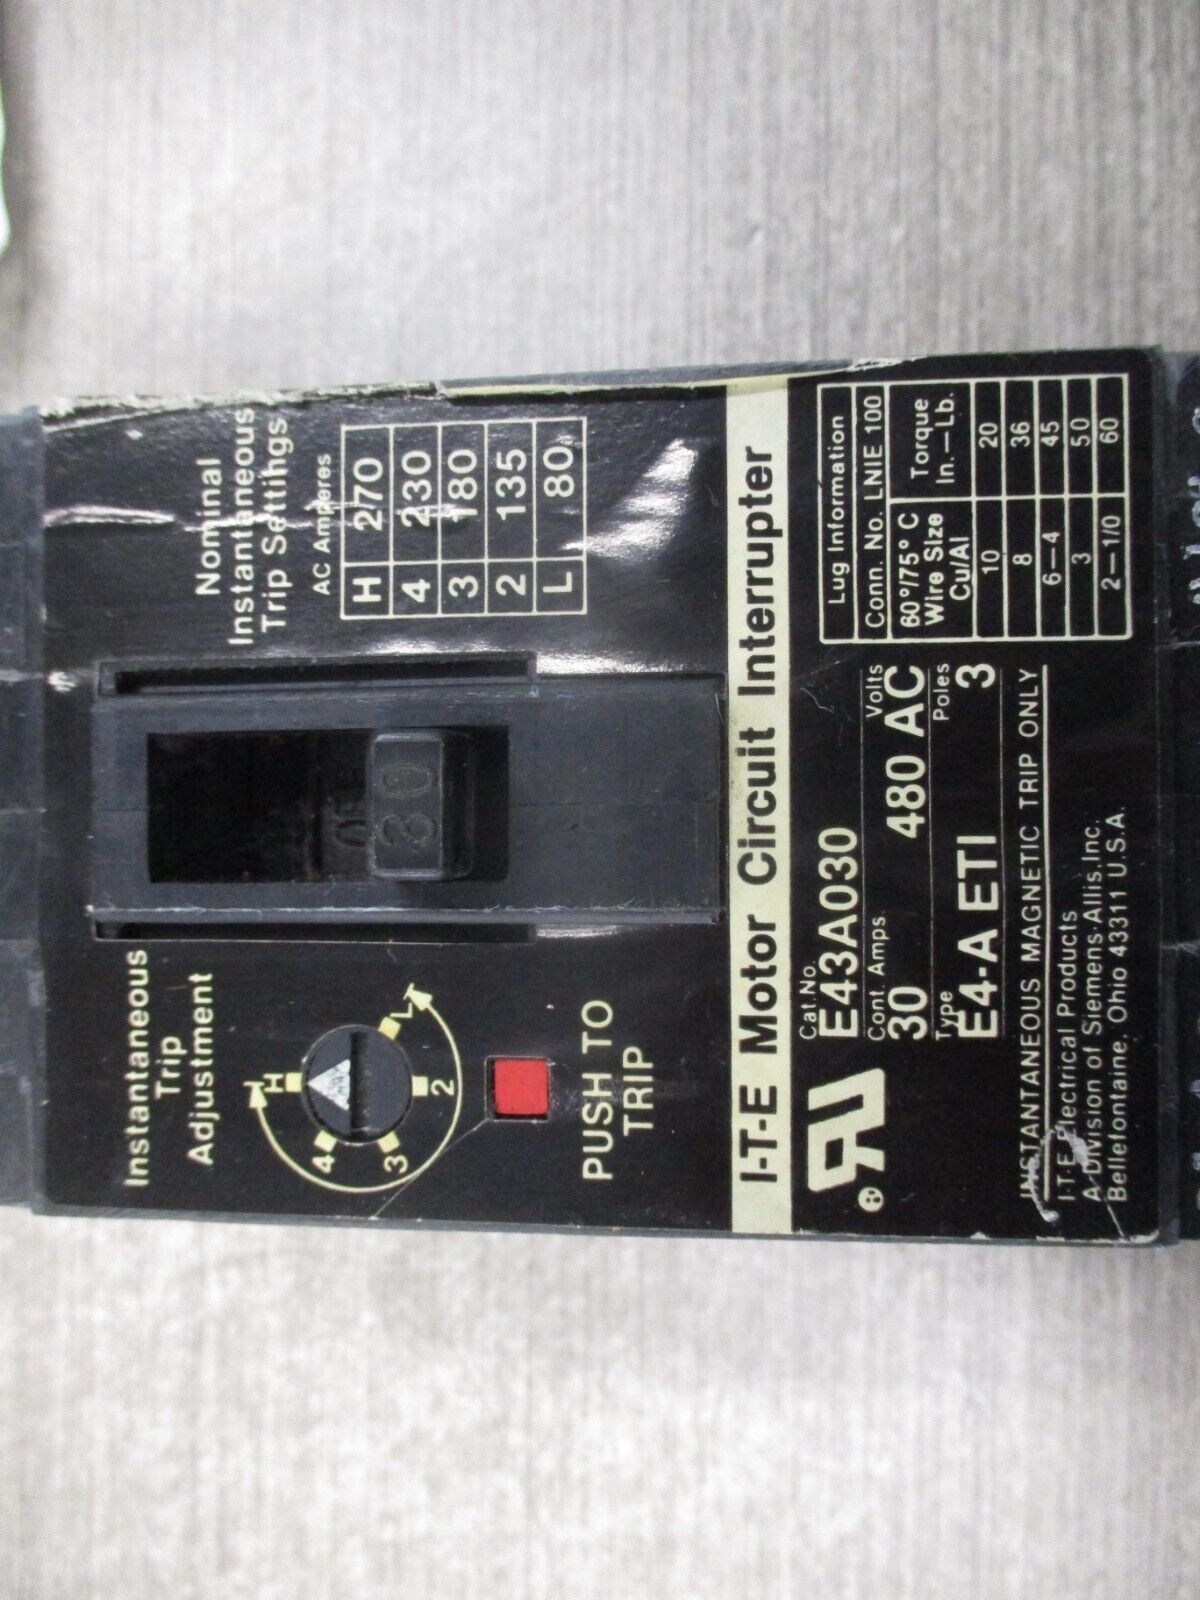 Instantaneous
Trip
Adjustment
H
4
3
2
L
PUSH TO
TRIP
OFF
30
Nominal
Instantaneous
Trip Settings
AC Amperes
H 270
4 230
3 180
2 135
L 80
I-T-E Motor Circuit Interrupter
Cat. No.
E43A030
Cont. Amps. Volts
30 480 AC
Type Poles
E4-A ETI 3
INSTANTANEOUS MAGNETIC TRIP ONLY
I-T-E Electrical Products
A Division of Siemens-Allis, Inc.
Bellefontaine, Ohio 43311 U.S.A.
Lug Information
Conn. No. LNIE 100
60°/75° C
Wire Size
Cu/Al
Torque
In.—Lb.
10 20
8 36
6—4 45
3 50
2—1/0 60